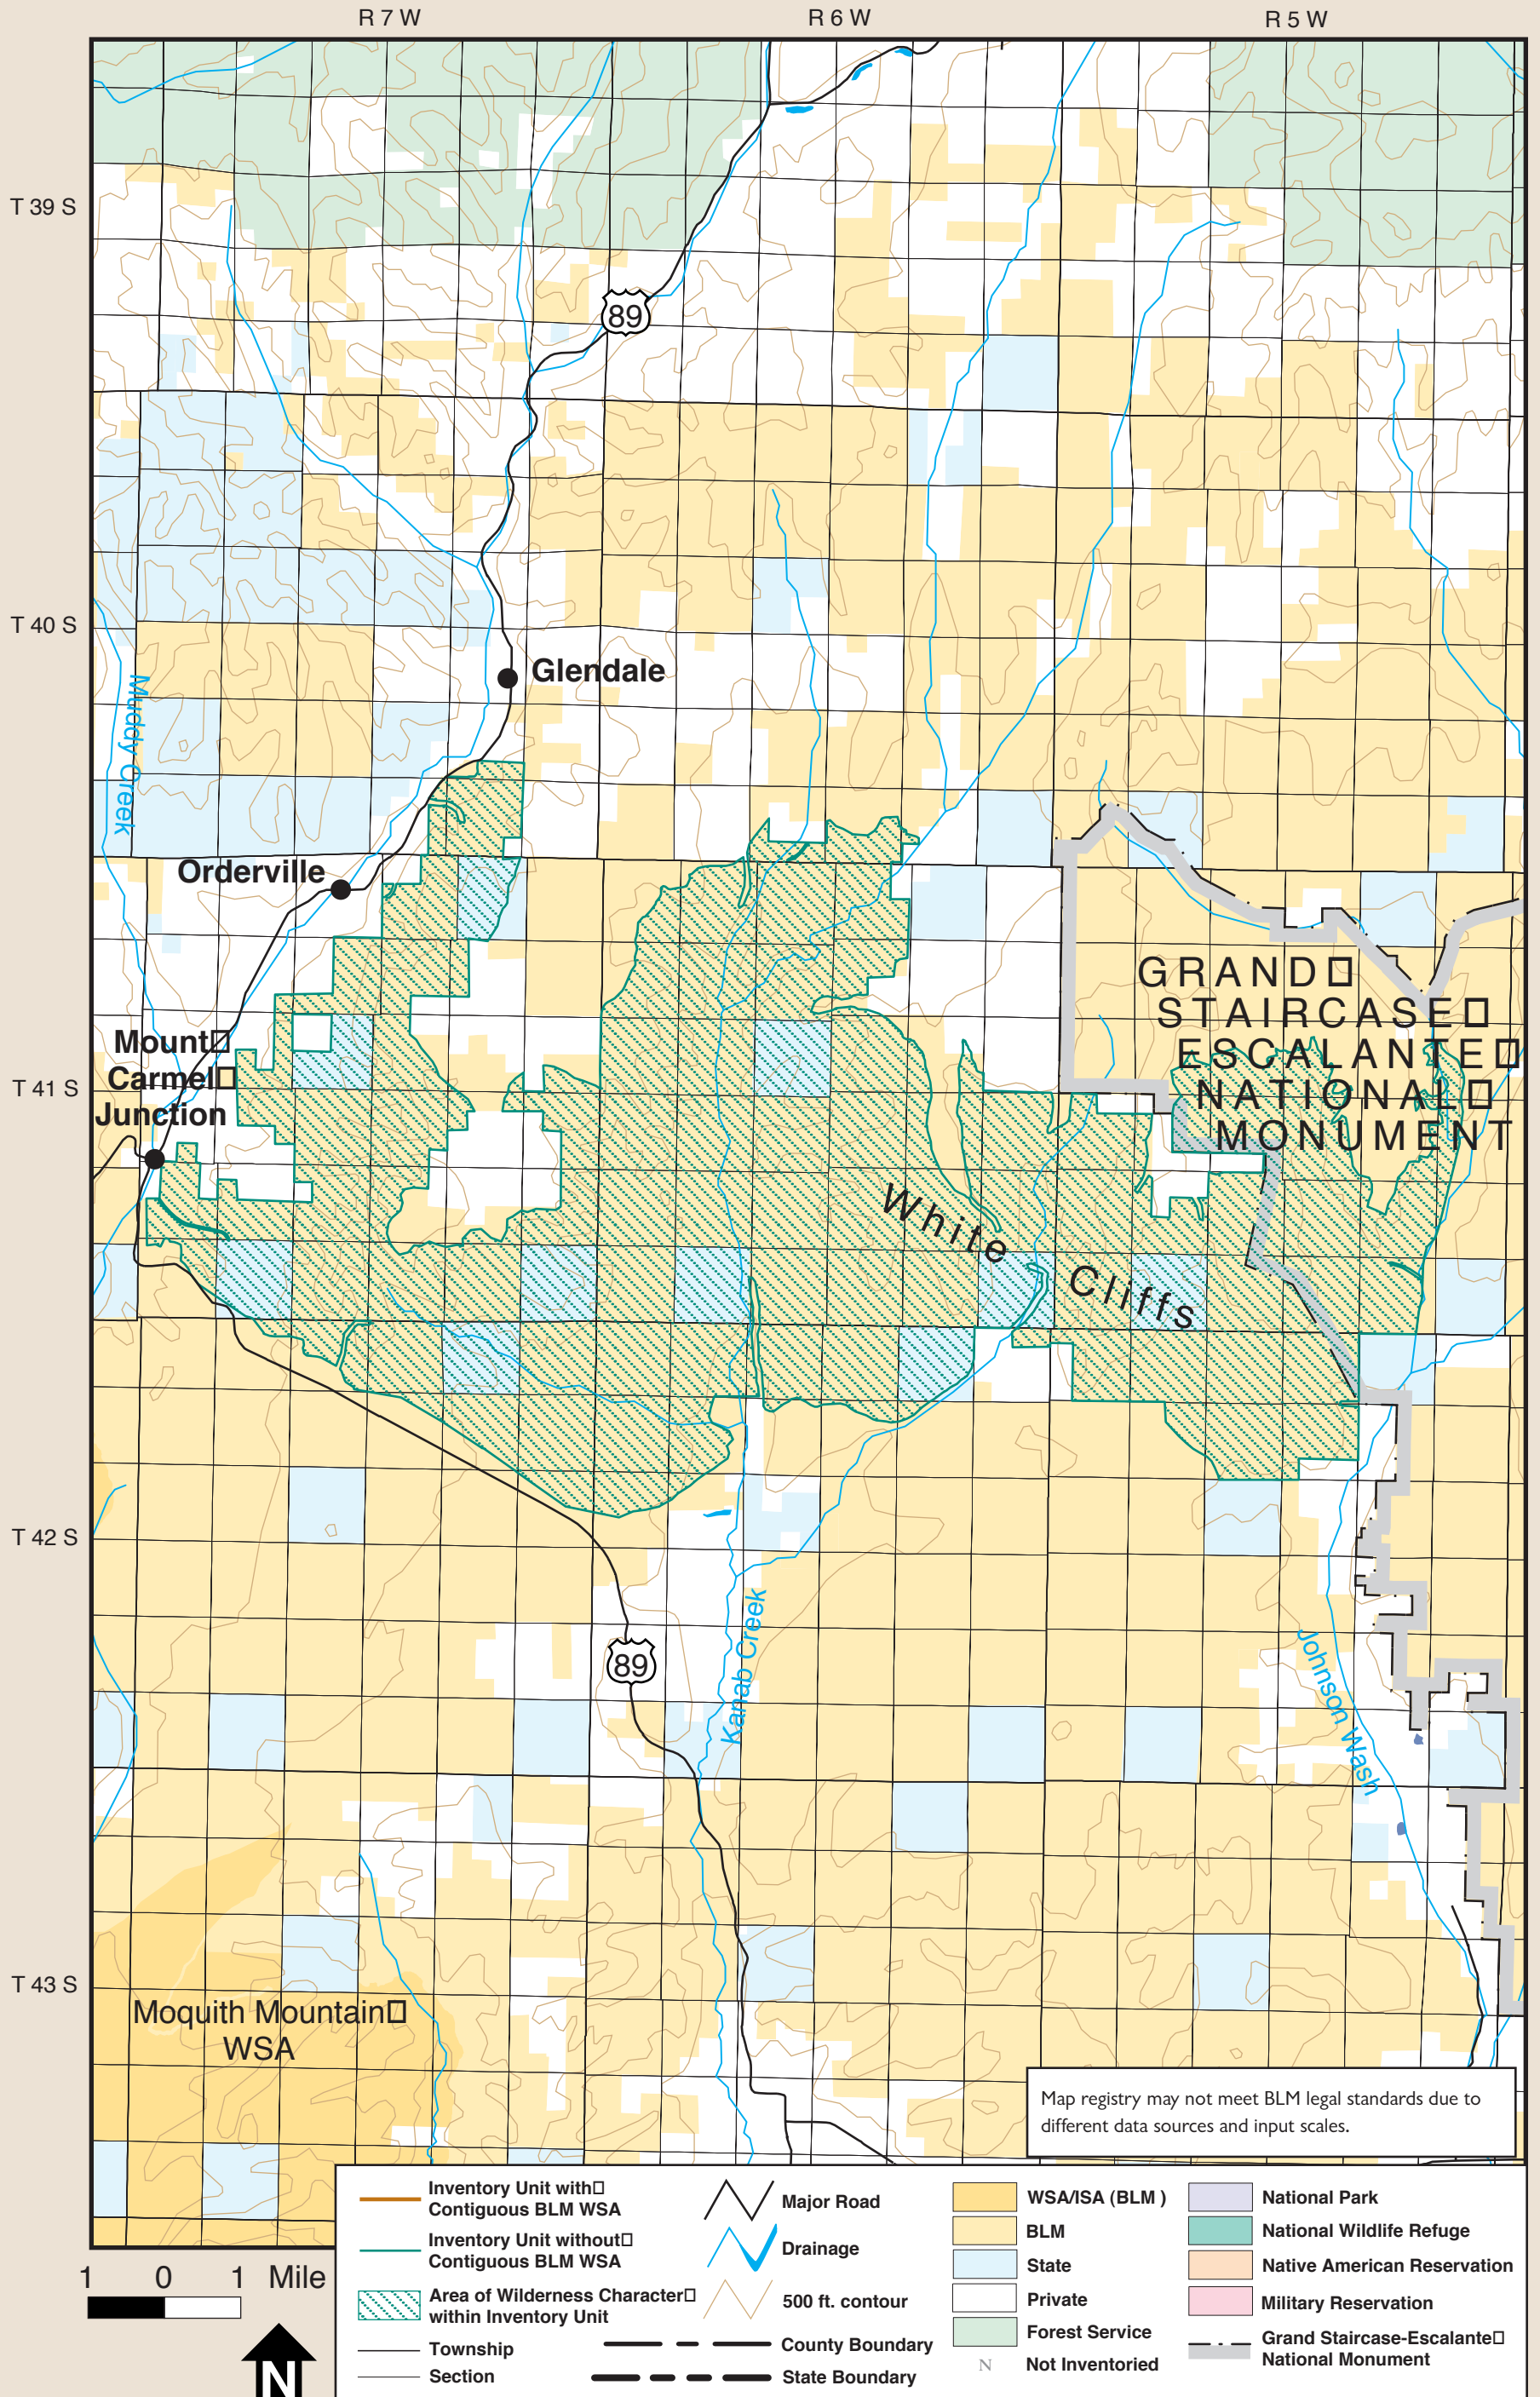 R 7 W
R 6 W
R 5 W
T 39 S
89
T 40 S
Glendale
Muddy Creek
Orderville
GRAND
STAIRCASE
ESCALANTE
NATIONAL
MONUMENT
Mount
Carmel
Junction
T 41 S
White
Cliffs
T 42 S
89
Kanab Creek
Johnson Wash
T 43 S
Moquith Mountain
WSA
Map registry may not meet BLM legal standards due to
different data sources and input scales.
1 0 1 Mile
N
Inventory Unit with
Contiguous BLM WSA
Inventory Unit without
Contiguous BLM WSA
Area of Wilderness Character
within Inventory Unit
Township
Section
Major Road
Drainage
500 ft. contour
County Boundary
State Boundary
WSA/ISA (BLM )
BLM
State
Private
Forest Service
N Not Inventoried
National Park
National Wildlife Refuge
Native American Reservation
Military Reservation
Grand Staircase-Escalante
National Monument